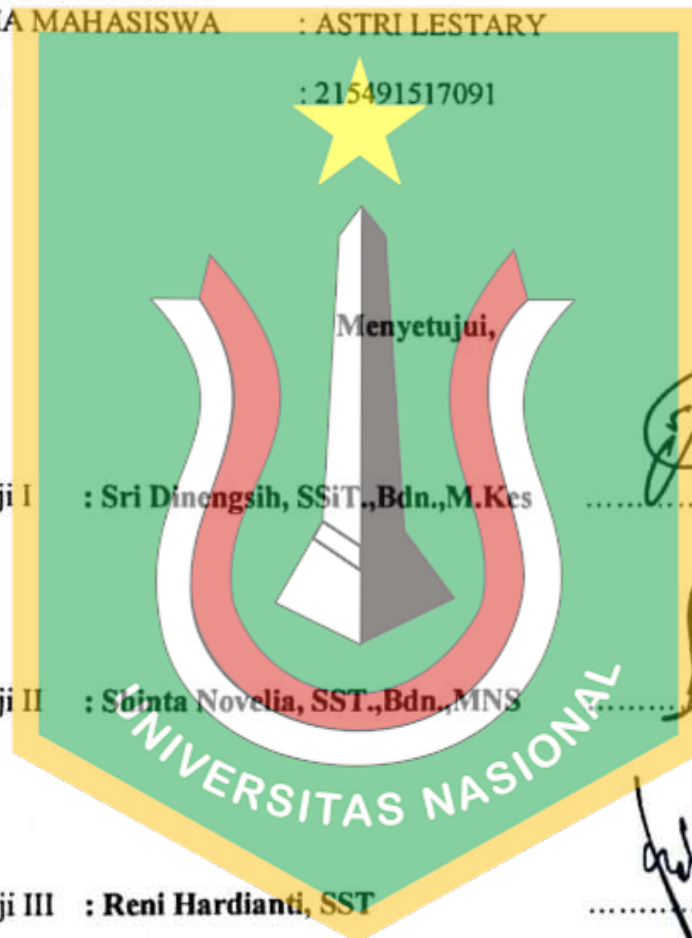 A MAHASISWA : ASTRI LESTARY
: 215491517091
Menyetujui,
ji I : Sri Dinengsih, SSiT.,Bdn.,M.Kes ........
ji II : Shinta Novelia, SST.,Bdn.,MNS ........
UNIVERSITAS NASIONAL
ji III : Reni Hardianti, SST ........